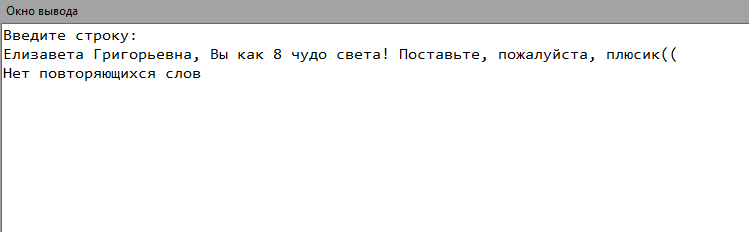 Окно вывода
Введите строку:
Елизавета Григорьевна, Вы как 8 чудо света! Поставьте, пожалуйста, плюсик((
Нет повторяющихся слов